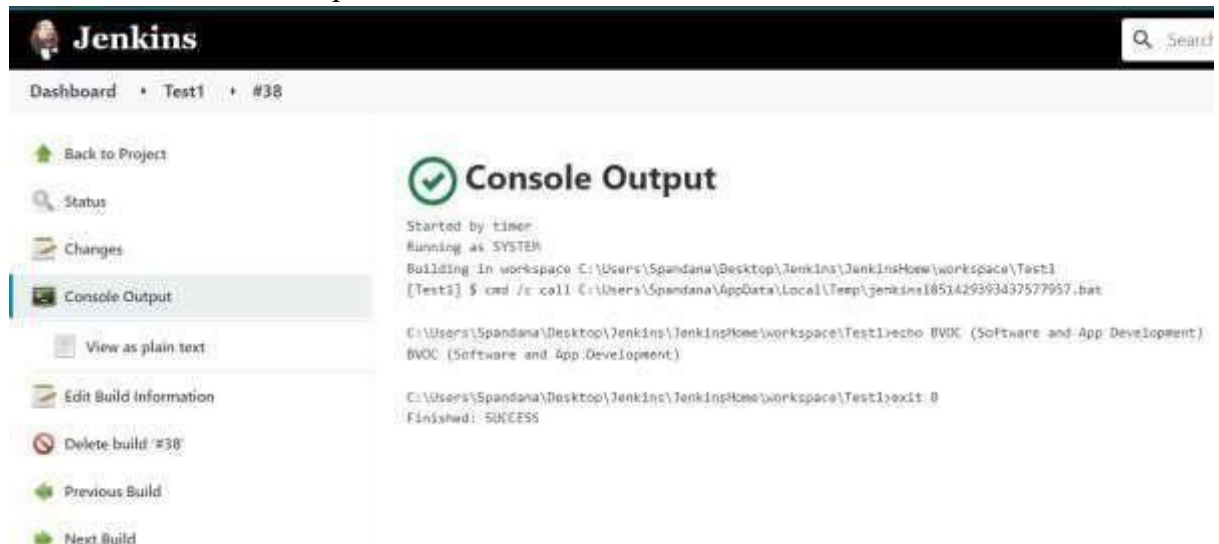 Jenkins
Search
Dashboard Test1 #38
Back to Project
Status
Changes
Console Output
View as plain text
Edit Build Information
Delete build '#38'
Previous Build
Next Build
Console Output
Started by timer
Running as SYSTEM
Building in workspace C:\Users\Spandana\Desktop\Jenkins\JenkinsHome\workspace\Test1
[Test1] $ cmd /c call C:\Users\Spandana\AppData\Local\Temp\jenkins1851429393437577957.bat
C:\Users\Spandana\Desktop\Jenkins\JenkinsHome\workspace\Test1>echo BVOC (Software and App Development)
BVOC (Software and App Development)
C:\Users\Spandana\Desktop\Jenkins\JenkinsHome\workspace\Test1>exit 0
Finished: SUCCESS